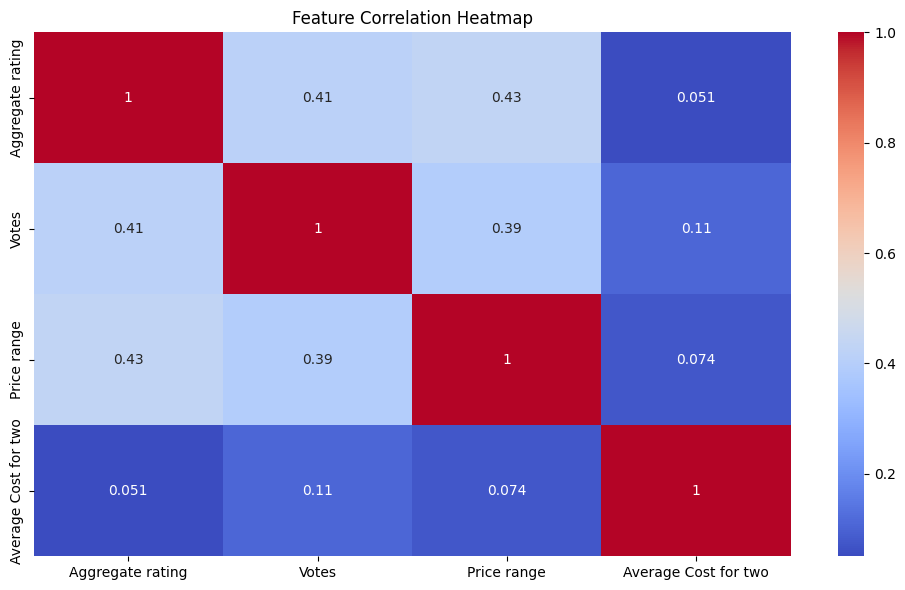 Feature Correlation Heatmap
Aggregate rating
1
0.41
0.43
0.051
Votes
0.41
1
0.39
0.11
Price range
0.43
0.39
1
0.074
Average Cost for two
0.051
0.11
0.074
1
Aggregate rating
Votes
Price range
Average Cost for two
1.0
0.8
0.6
0.4
0.2